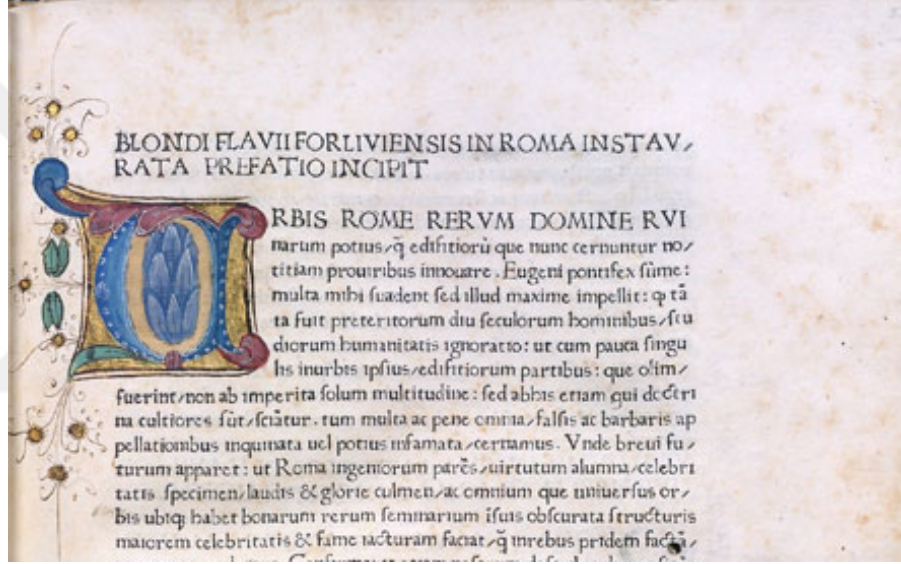 BLONDI FLAVII FORLIVIENSIS IN ROMA INSTAV⸗
RATA PREFATIO INCIPIT
VRBIS ROME RERVM DOMINE RVI
narum potius⸗q̄ edifitiorū que nunc cernuntur no⸗
titiam prouiribus innouare. Eugeni pontifex sūme:
multa mihi suadent sed illud maxime impellit: ꝙ tā
ta fuit preteritorum diu seculorum hominibus⸗stu
diorum humanitatis ignoratio: ut cum pauca singu
lis inurbis ipsius⸗edifitiorum partibus: que olim⸗
fuerint⸗non ab imperita solum multitudine: sed abhis etiam qui doctri
na cultiores sūt⸗sciātur. tum multa ac pene omnia⸗falsis ac barbaris ap
pellationibus inquinata uel potius infamata⸗cernamus. Vnde breui fu⸗
turum apparet: ut Roma ingeniorum parēs⸗uirtutum alumna⸗celebri
tatis specimen⸗laudis & glorie culmen⸗ac omnium que uniuersus or⸗
bis ubiqꝫ habet bonarum rerum seminarium īsuis obscurata structuris
maiorem celebritatis & fame iacturam faciat⸗q̄ inrebus pridem factā⸗